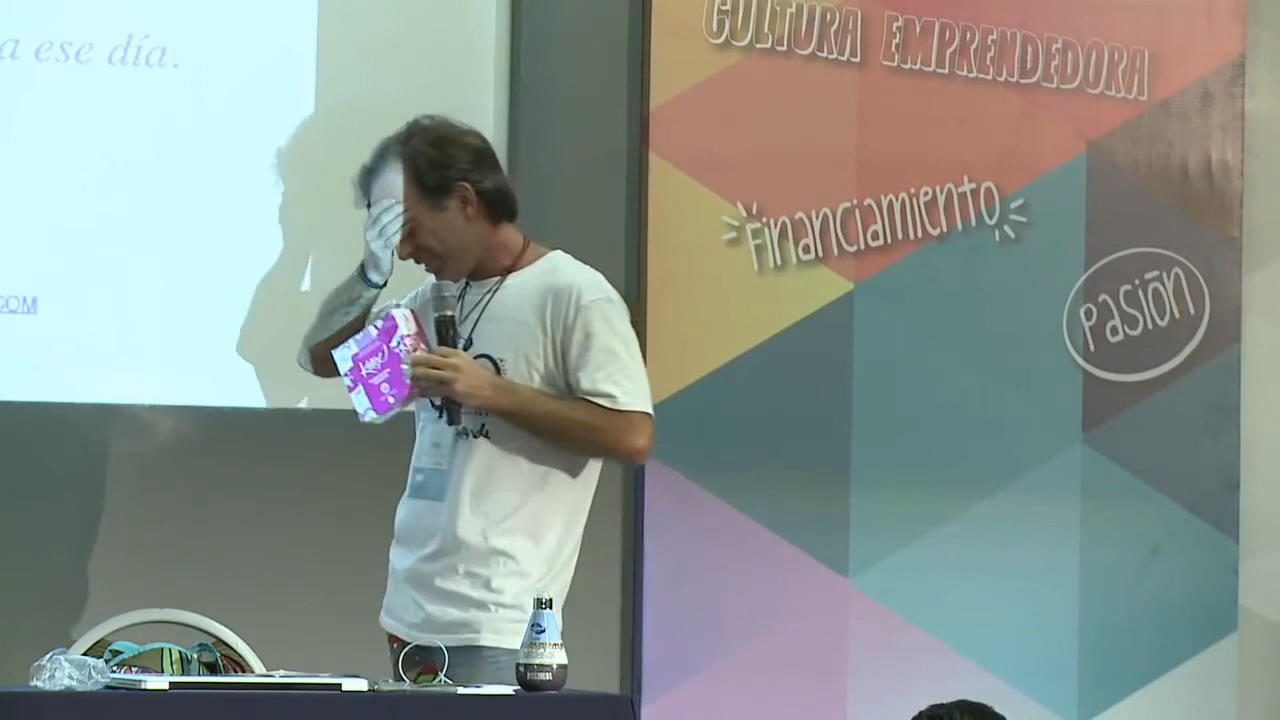 a ese día.
.COM
CULTURA EMPRENDEDORA
Financiamiento
pasión